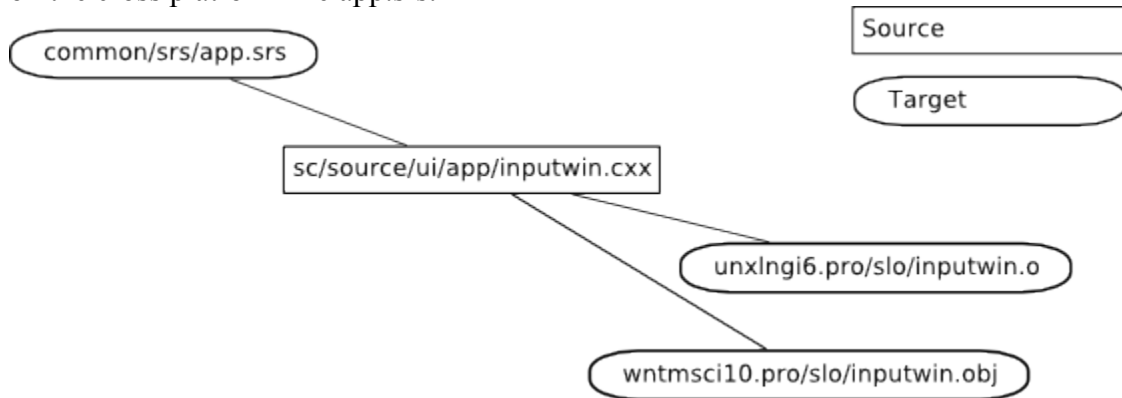 Source
common/srs/app.srs
Target
sc/source/ui/app/inputwin.cxx
unxlngi6.pro/slo/inputwin.o
wntmsci10.pro/slo/inputwin.obj